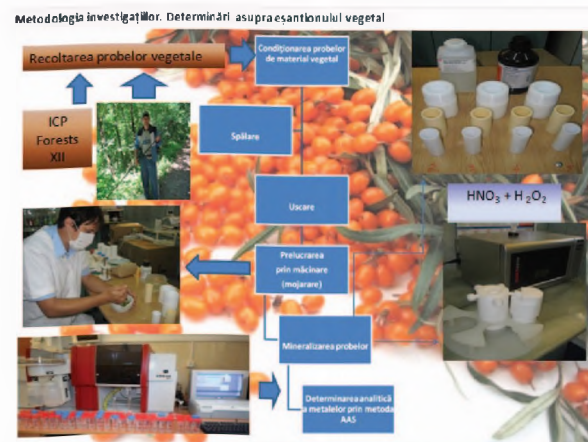 Metodologia investigațiilor. Determinări asupra eșantionului vegetal
Recoltarea probelor vegetale
Condiționarea probelor
de material vegetal
ICP
Forests
XII
Spălare
Uscare
HNO3 + H2O2
Prelucrarea
prin măcinare
(mojarare)
Mineralizarea probelor
Determinarea analitică
a metalelor prin metoda
AAS